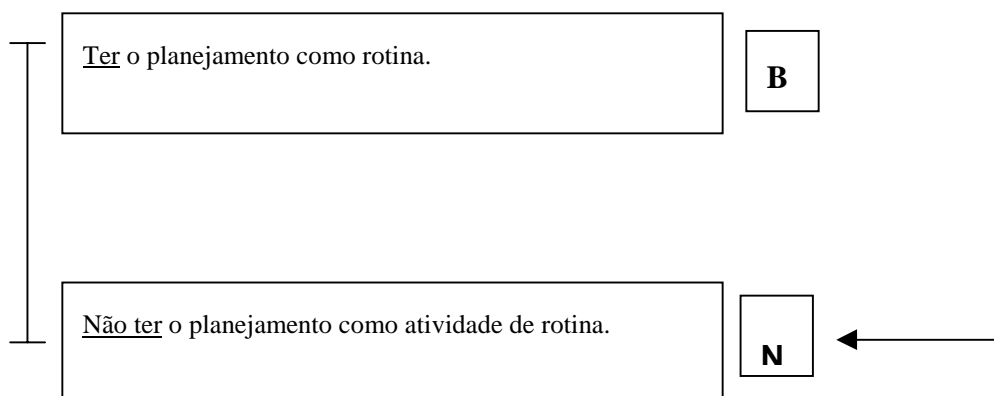 Ter o planejamento como rotina.
B
Não ter o planejamento como atividade de rotina.
N